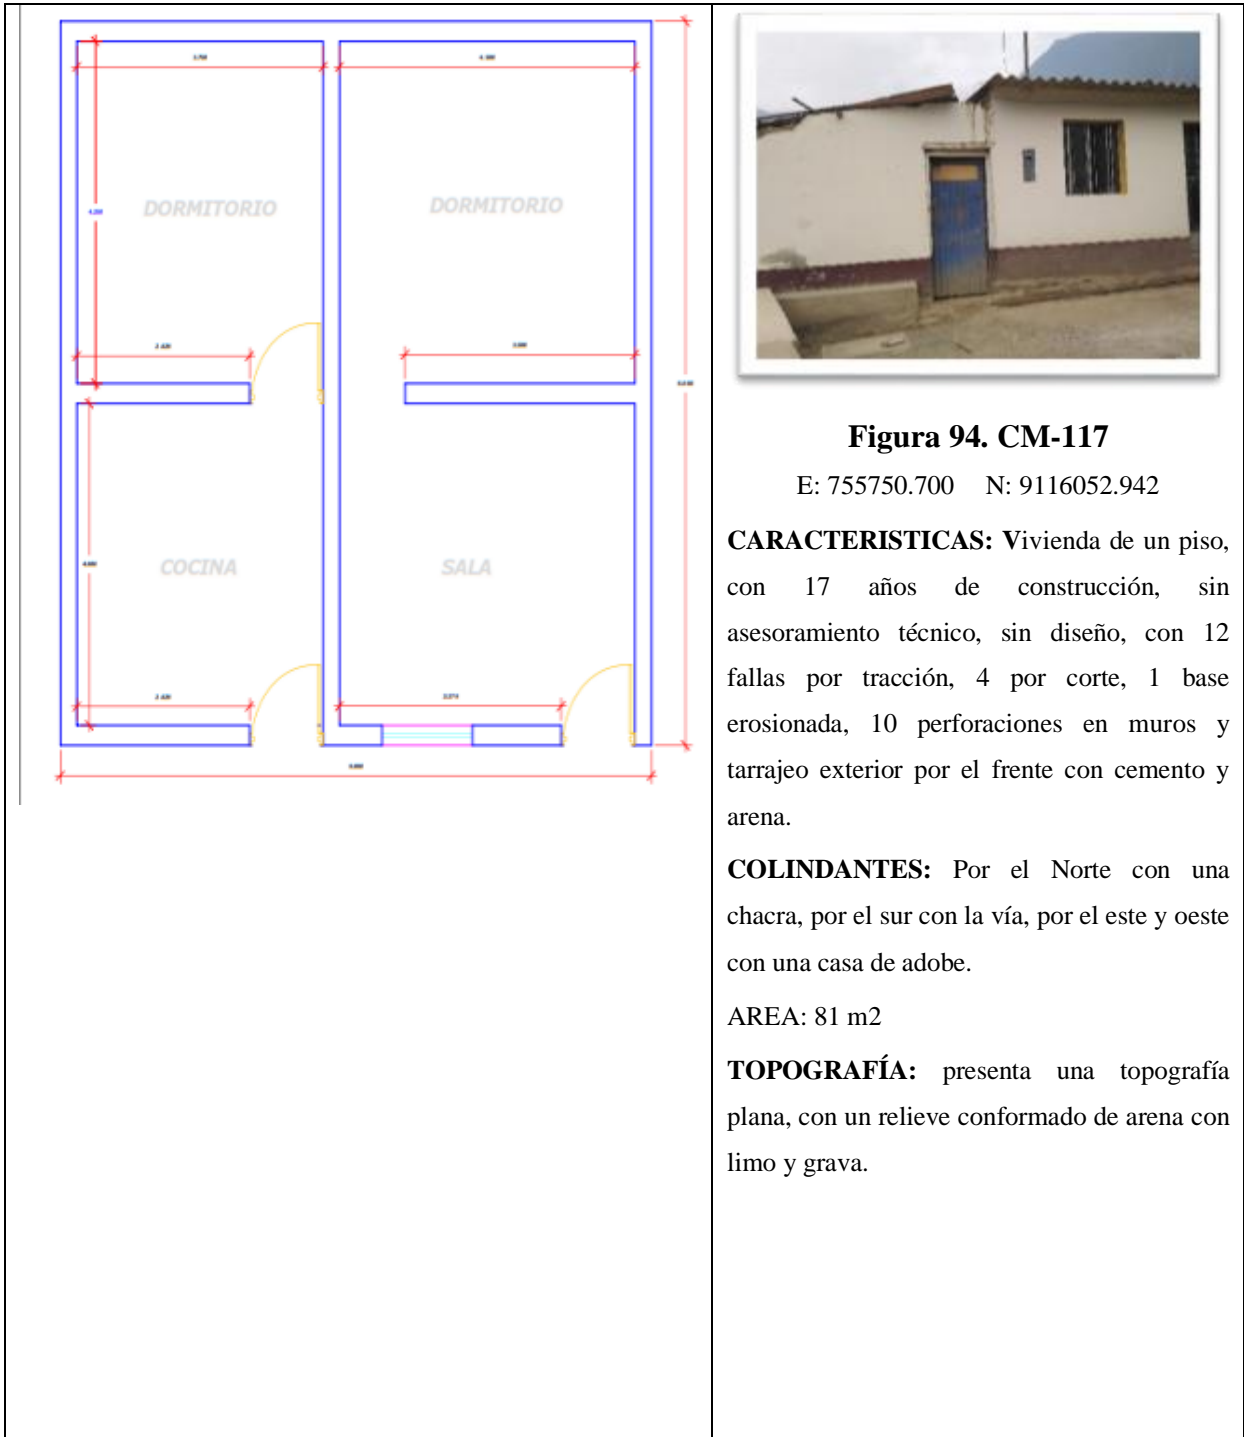 DORMITORIO
DORMITORIO
COCINA
SALA
Figura 94. CM-117
E: 755750.700 N: 9116052.942
CARACTERISTICAS: Vivienda de un piso,
con 17 años de construcción, sin
asesoramiento técnico, sin diseño, con 12
fallas por tracción, 4 por corte, 1 base
erosionada, 10 perforaciones en muros y
tarrajeo exterior por el frente con cemento y
arena.
COLINDANTES: Por el Norte con una
chacra, por el sur con la vía, por el este y oeste
con una casa de adobe.
AREA: 81 m2
TOPOGRAFÍA: presenta una topografía
plana, con un relieve conformado de arena con
limo y grava.